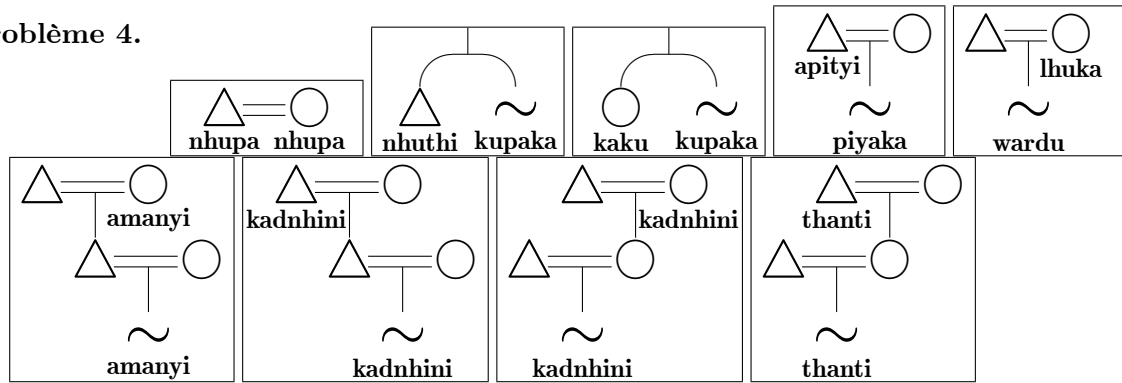 roblème 4.
apityi
lhuka
nhupa nhupa
nhuthi kupaka
kaku kupaka
piyaka
wardu
amanyi
kadnhini
kadnhini
thanti
amanyi
kadnhini
kadnhini
thanti